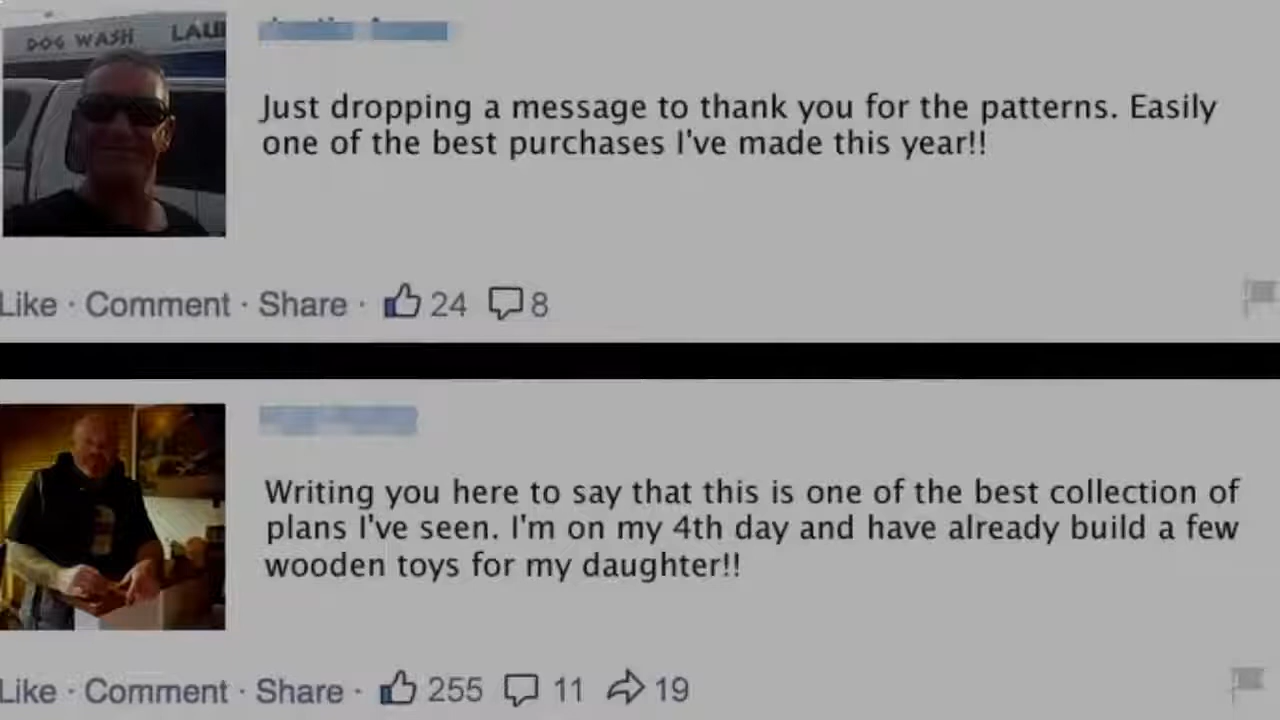 DOG WASH LAU
Just dropping a message to thank you for the patterns. Easily
one of the best purchases I've made this year!!
Like · Comment · Share · 24 8
Writing you here to say that this is one of the best collection of
plans I've seen. I'm on my 4th day and have already build a few
wooden toys for my daughter!!
Like · Comment · Share · 255 11 19